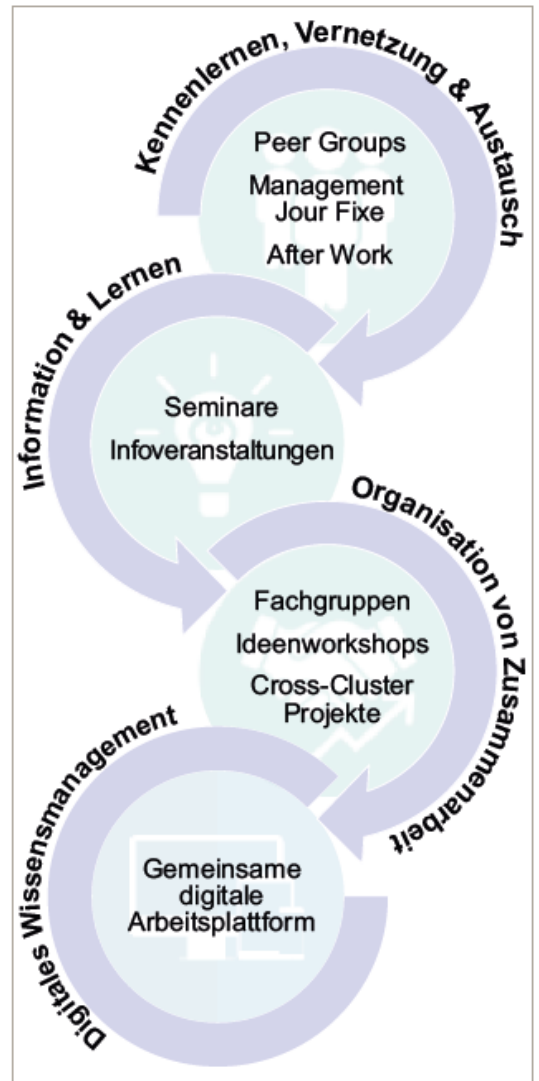 Kennenlernen, Vernetzung & Austausch
Peer Groups
Management
Jour Fixe
After Work
Information & Lernen
Seminare
Infoveranstaltungen
Organisation von Zusammenarbeit
Fachgruppen
Ideenworkshops
Cross-Cluster
Projekte
Digitales Wissensmanagement
Gemeinsame
digitale
Arbeitsplattform